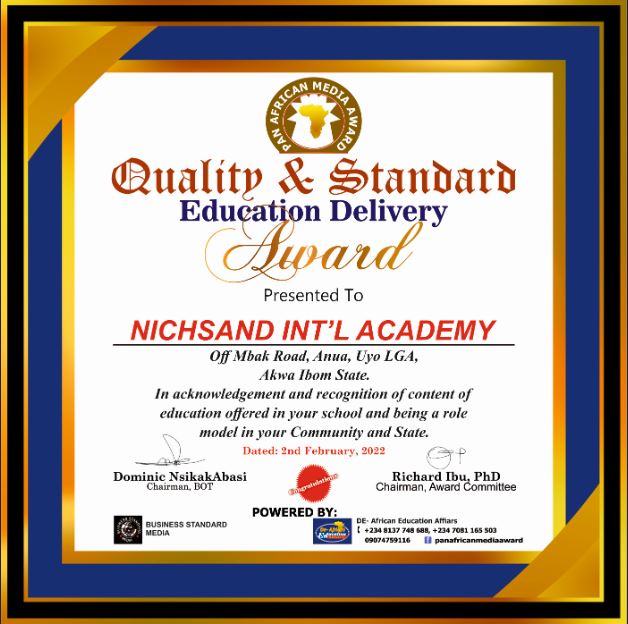 PAN AFRICAN MEDIA AWARD
Quality & Standard
Education Delivery
Award
Presented To
NICHSAND INT'L ACADEMY
Off Mbak Road, Anua, Uyo LGA,
Akwa Ibom State.
In acknowledgement and recognition of content of
education offered in your school and being a role
model in your Community and State.
Dated: 2nd February, 2022
Dominic NsikakAbasi
Chairman, BOT
Congratulations
Richard Ibu, PhD
Chairman, Award Committee
POWERED BY:
BUSINESS STANDARD
MEDIA
De-African
Education
DE- African Education Affiars
+234 8137 748 688, +234 7081 165 503
09074759116
panafricanmediaaward